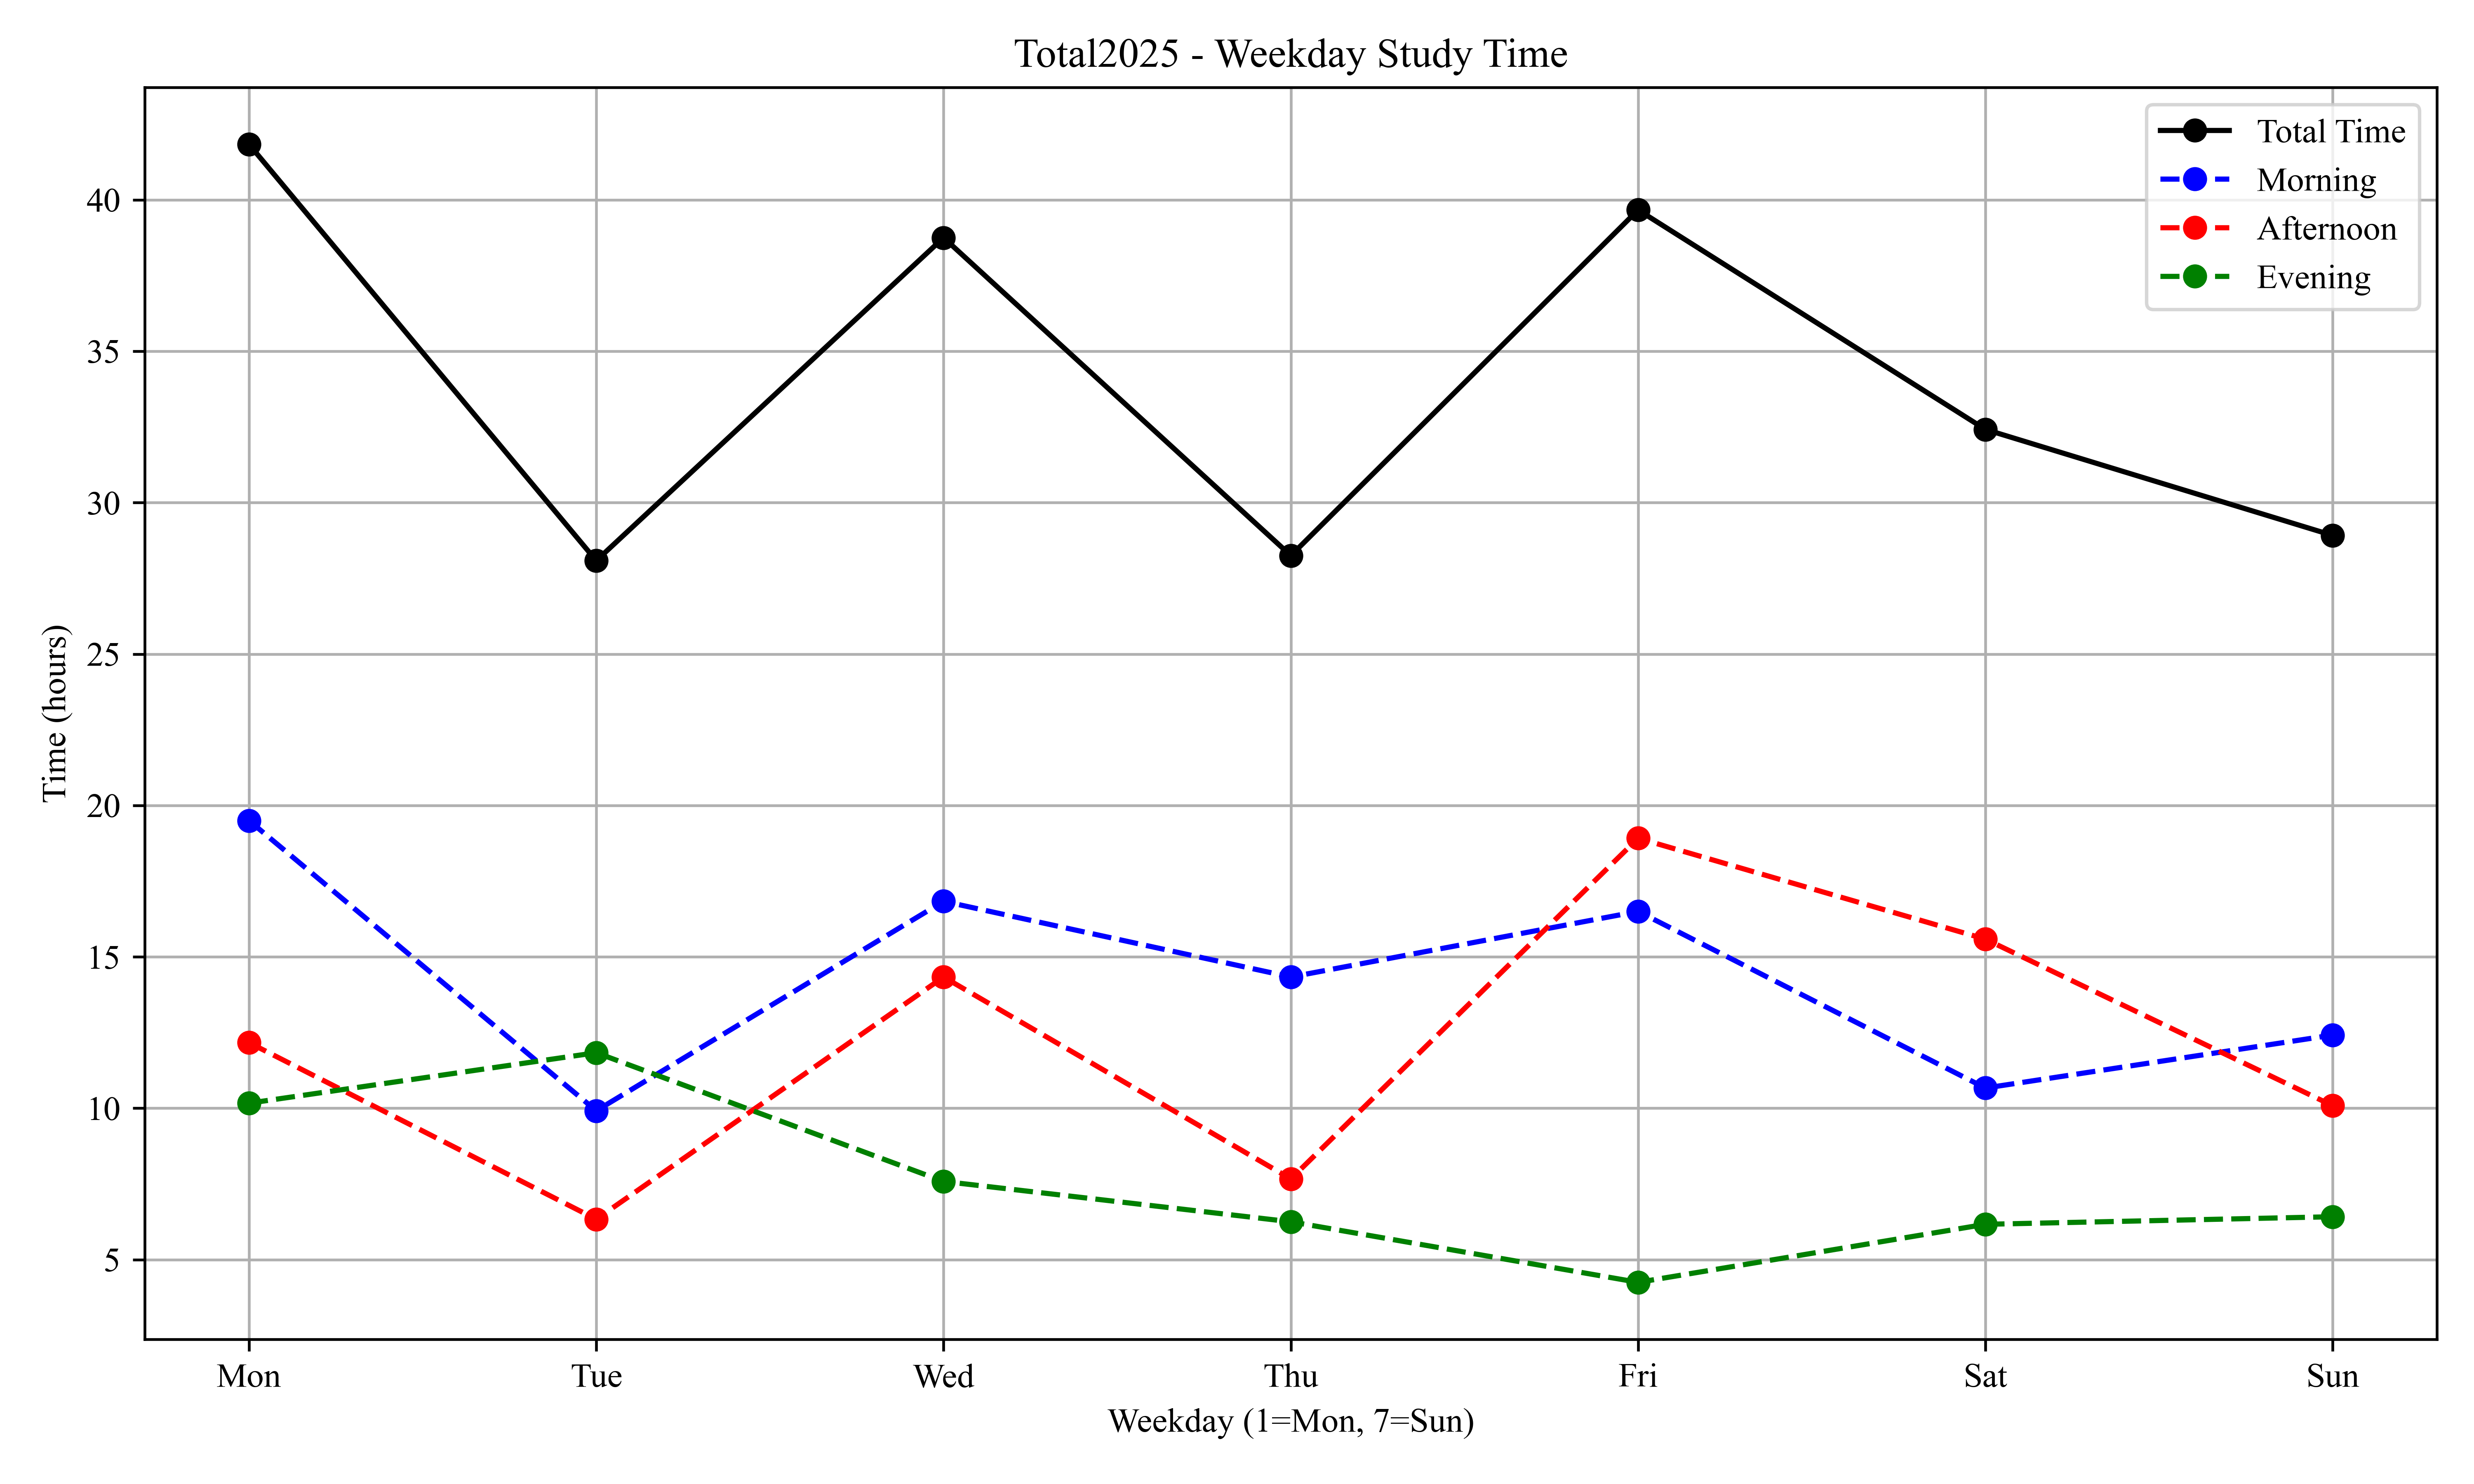 Total2025 - Weekday Study Time
Total Time
Morning
Afternoon
Evening
Time (hours)
40
35
30
25
20
15
10
5
Mon Tue Wed Thu Fri Sat Sun
Weekday (1=Mon, 7=Sun)